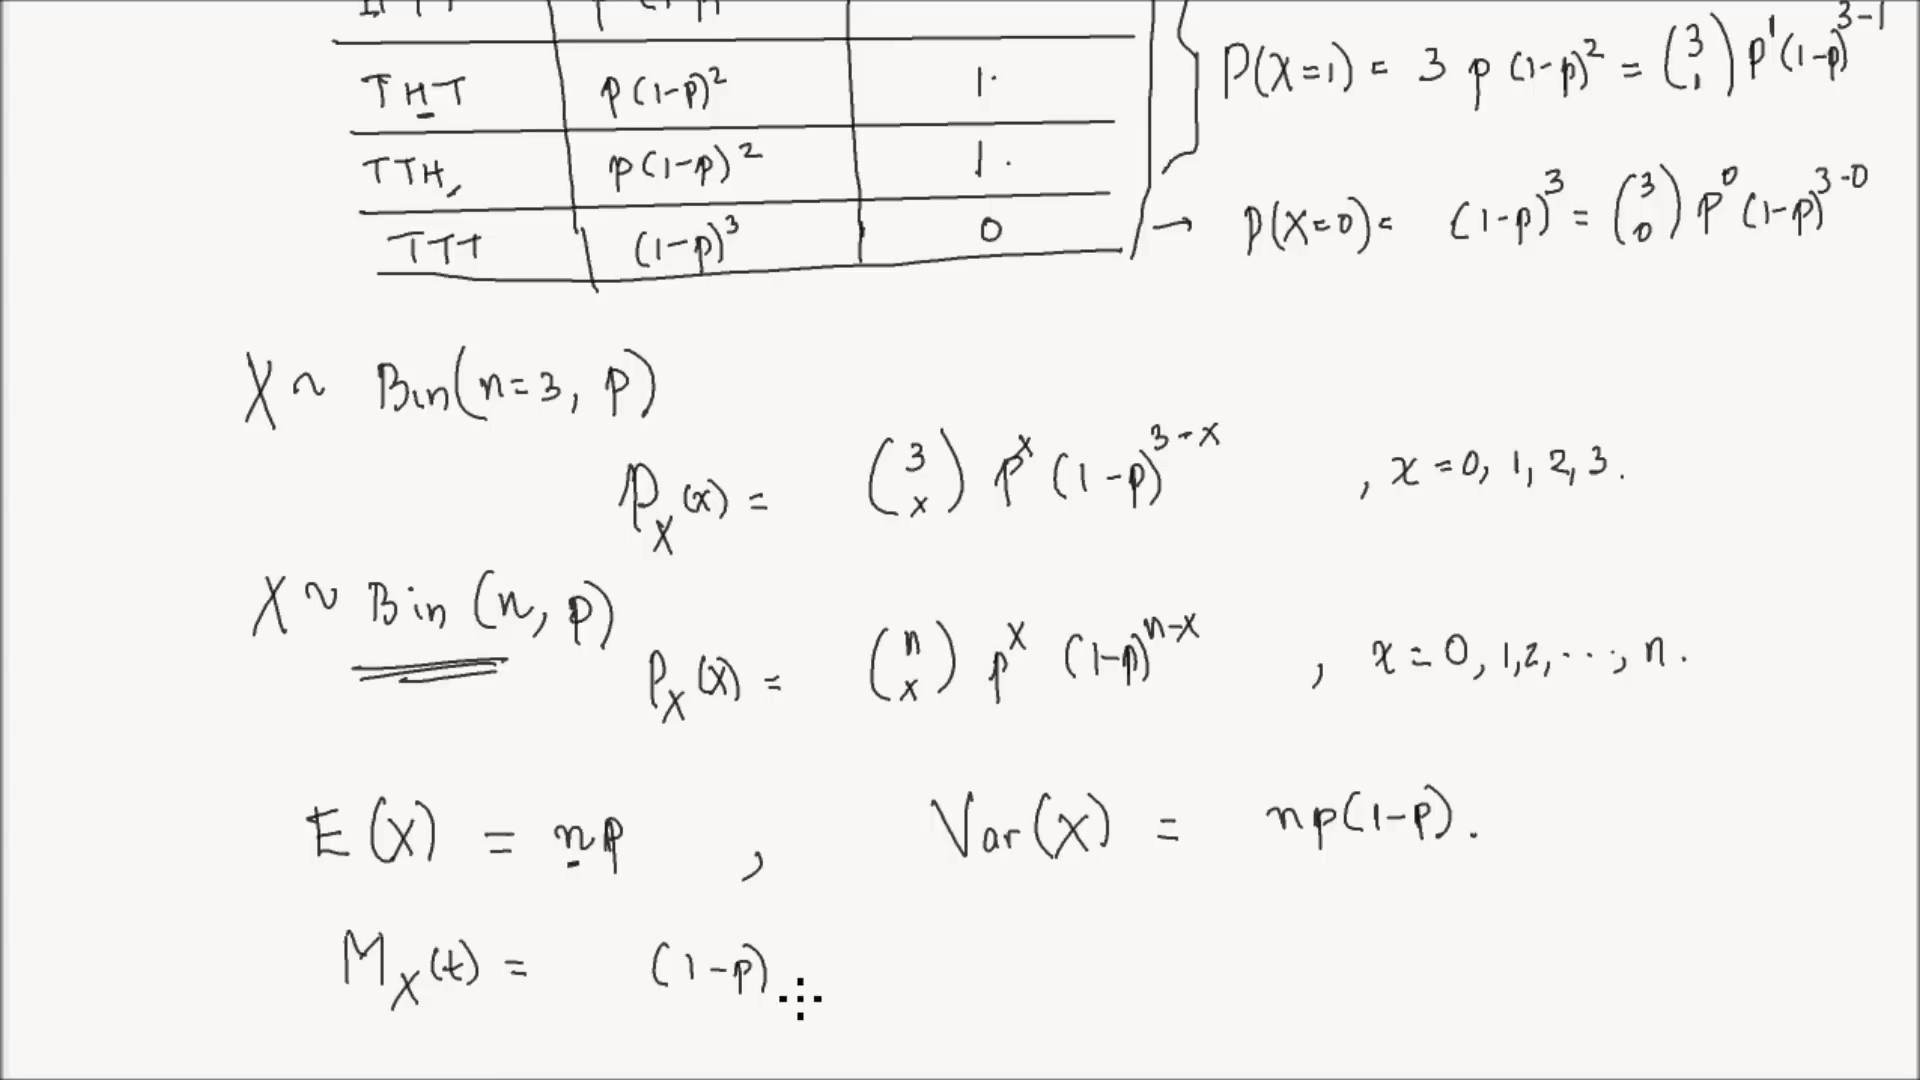 P(X=1) = 3 p (1-p)² = (3 1) p¹(1-p)³⁻¹
THT p(1-p)² 1.
TTH, p(1-p)² 1.
TTT (1-p)³ 0 → P(X=0) = (1-p)³ = (3 0) p⁰ (1-p)³⁻⁰
X ~ Bin(n=3, p)
P_X(x) = (3 x) p^x (1-p)^{3-x} , x = 0, 1, 2, 3.
X ~ Bin (n, p)
P_X(x) = (n x) p^x (1-p)^{n-x} , x = 0, 1, 2, ..., n.
E(X) = np , Var(X) = np(1-p).
M_X(t) = (1-p)